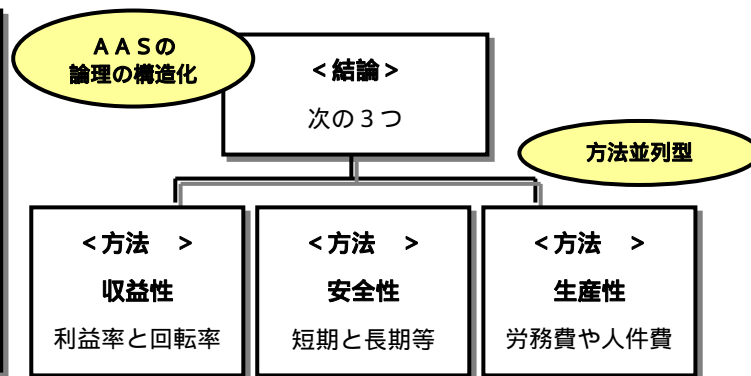 ＡＡＳの
論理の構造化
＜結論＞
次の３つ
方法並列型
＜方法　＞
収益性
利益率と回転率
＜方法　＞
安全性
短期と長期等
＜方法　＞
生産性
労務費や人件費